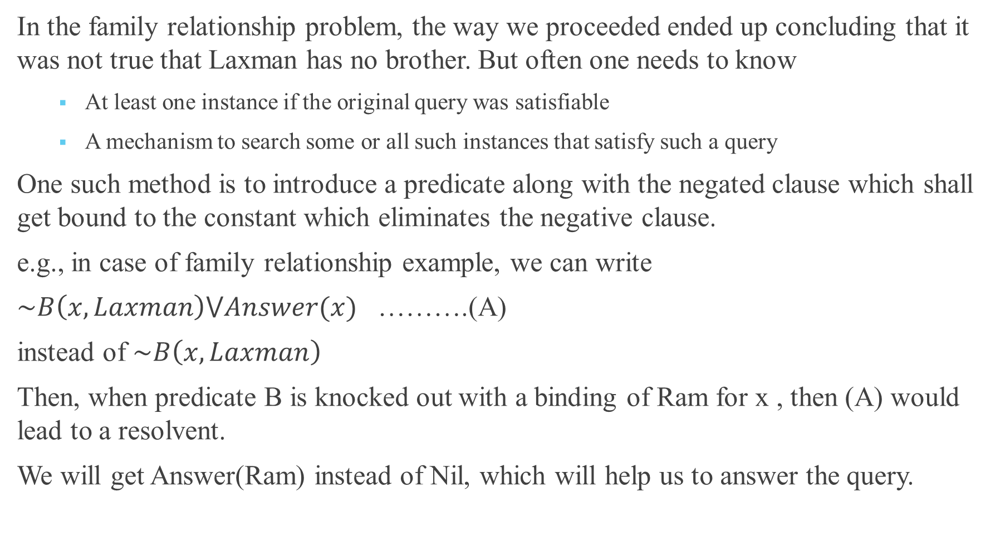 In the family relationship problem, the way we proceeded ended up concluding that it
was not true that Laxman has no brother. But often one needs to know
▪ At least one instance if the original query was satisfiable
▪ A mechanism to search some or all such instances that satisfy such a query
One such method is to introduce a predicate along with the negated clause which shall
get bound to the constant which eliminates the negative clause.
e.g., in case of family relationship example, we can write
~B(x, Laxman)⋁Answer(x) ..........(A)
instead of ~B(x, Laxman)
Then, when predicate B is knocked out with a binding of Ram for x , then (A) would
lead to a resolvent.
We will get Answer(Ram) instead of Nil, which will help us to answer the query.